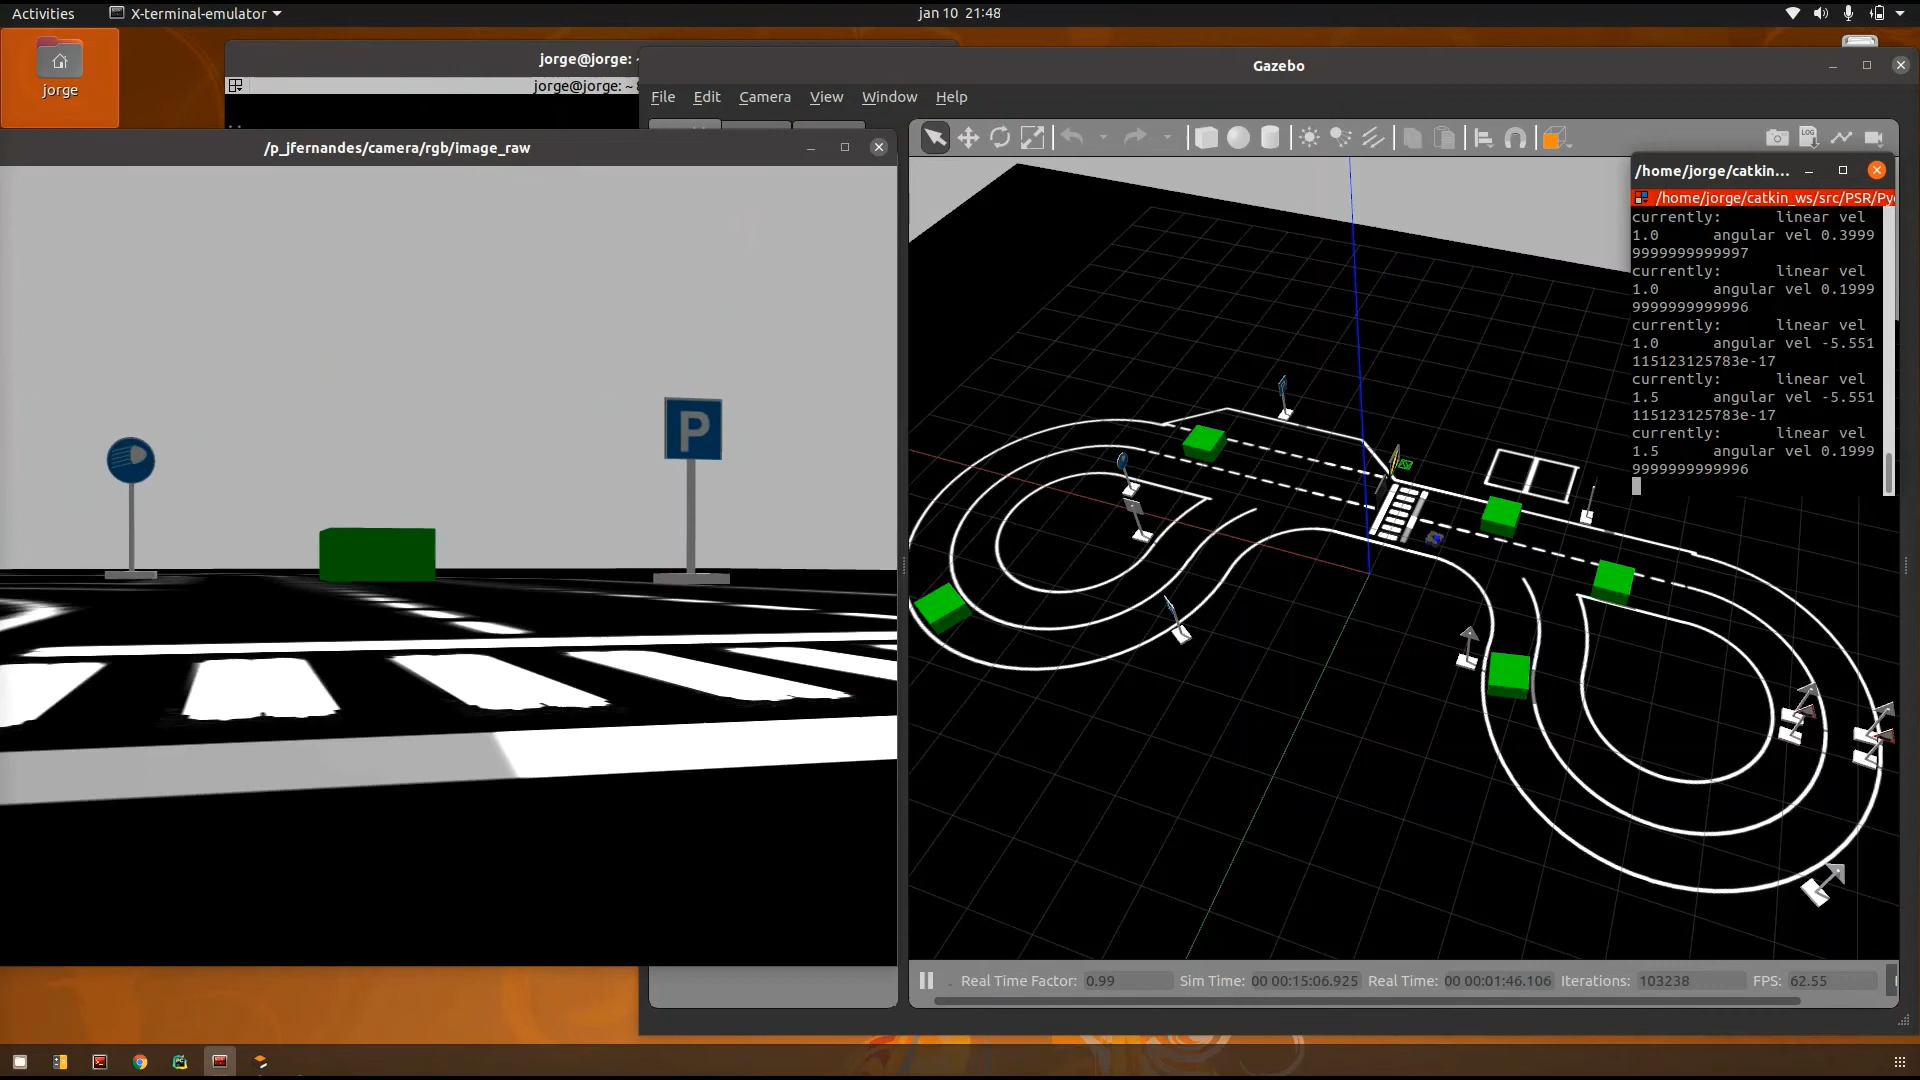 Activities
X-terminal-emulator
jan 10 21:48
jorge
jorge@jorge: ~
jorge@jorge: ~
/p_jfernandes/camera/rgb/image_raw
P
Gazebo
File Edit Camera View Window Help
LOG
/home/jorge/catkin...
/home/jorge/catkin_ws/src/PSR/Py
currently: linear vel
1.0 angular vel 0.3999
9999999999997
currently: linear vel
1.0 angular vel 0.1999
9999999999996
currently: linear vel
1.0 angular vel -5.551
115123125783e-17
currently: linear vel
1.5 angular vel -5.551
115123125783e-17
currently: linear vel
1.5 angular vel 0.1999
9999999999996
Real Time Factor: 0.99 Sim Time: 00 00:15:06.925 Real Time: 00 00:01:46.106 Iterations: 103238 FPS: 62.55